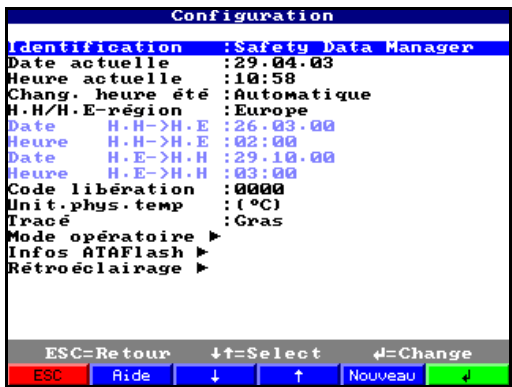 Configuration
Identification :Safety Data Manager
Date actuelle :29.04.03
Heure actuelle :10:58
Chang. heure été :Automatique
H.H/H.E-région :Europe
Date H.H->H.E :26.03.00
Heure H.H->H.E :02:00
Date H.E->H.H :29.10.00
Heure H.E->H.H :03:00
Code libération :0000
Unit.phys.temp :(°C)
Tracé :Gras
Mode opératoire ►
Infos ATAFlash ►
Rétroéclairage ►
ESC=Retour ↓↑=Select ↲=Change
ESC Aide ↓ ↑ Nouveau ↲